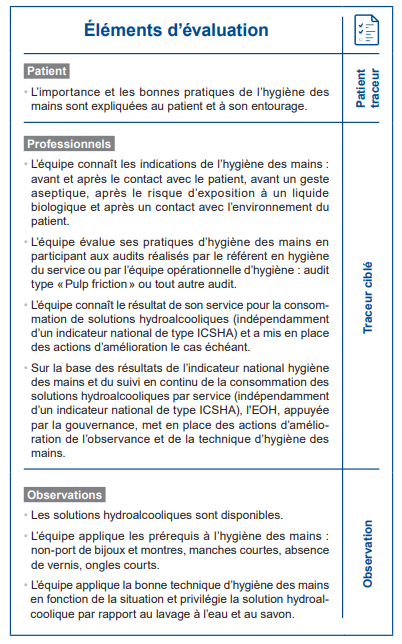 Éléments d’évaluation
Patient
• L’importance et les bonnes pratiques de l’hygiène des
mains sont expliquées au patient et à son entourage.
Patient
traceur
Professionnels
• L’équipe connaît les indications de l’hygiène des mains :
avant et après le contact avec le patient, avant un geste
aseptique, après le risque d’exposition à un liquide
biologique et après un contact avec l’environnement du
patient.
• L’équipe évalue ses pratiques d’hygiène des mains en
participant aux audits réalisés par le référent en hygiène
du service ou par l’équipe opérationnelle d’hygiène : audit
type « Pulp friction » ou tout autre audit.
• L’équipe connaît le résultat de son service pour la consom-
mation de solutions hydroalcooliques (indépendamment
d’un indicateur national de type ICSHA) et a mis en place
des actions d’amélioration le cas échéant.
• Sur la base des résultats de l’indicateur national hygiène
des mains et du suivi en continu de la consommation des
solutions hydroalcooliques par service (indépendamment
d’un indicateur national de type ICSHA), l’EOH, appuyée
par la gouvernance, met en place des actions d’amélio-
ration de l’observance et de la technique d’hygiène des
mains.
Traceur ciblé
Observations
• Les solutions hydroalcooliques sont disponibles.
• L’équipe applique les prérequis à l’hygiène des mains :
non-port de bijoux et montres, manches courtes, absence
de vernis, ongles courts.
• L’équipe applique la bonne technique d’hygiène des mains
en fonction de la situation et privilégie la solution hydroal-
coolique par rapport au lavage à l’eau et au savon.
Observation